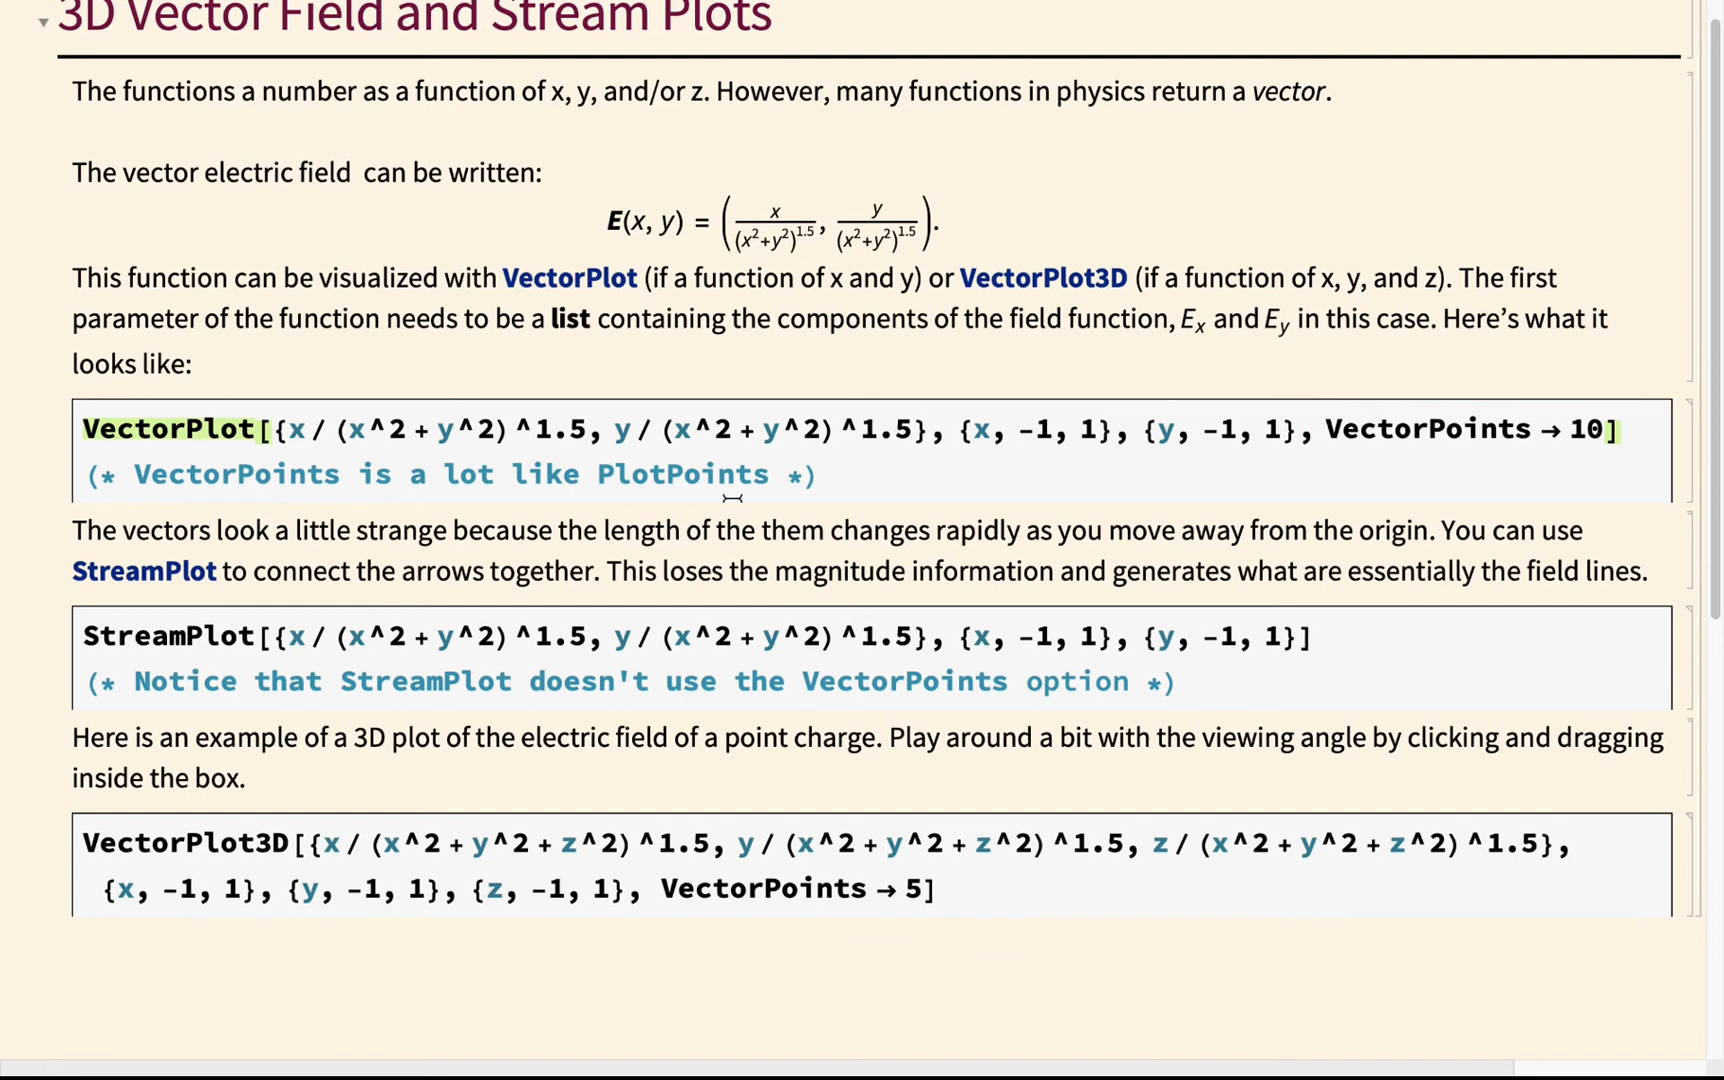 3D Vector Field and Stream Plots
The functions a number as a function of x, y, and/or z. However, many functions in physics return a vector.
The vector electric field  can be written:
E(x, y) = (x/(x²+y²)^1.5, y/(x²+y²)^1.5).
This function can be visualized with VectorPlot (if a function of x and y) or VectorPlot3D (if a function of x, y, and z). The first
parameter of the function needs to be a list containing the components of the field function, Eₓ and E_y in this case. Here’s what it
looks like:
VectorPlot[{x / (x^2 + y^2) ^1.5, y / (x^2 + y^2) ^1.5}, {x, -1, 1}, {y, -1, 1}, VectorPoints → 10]
(* VectorPoints is a lot like PlotPoints *)
The vectors look a little strange because the length of the them changes rapidly as you move away from the origin. You can use
StreamPlot to connect the arrows together. This loses the magnitude information and generates what are essentially the field lines.
StreamPlot[{x / (x^2 + y^2) ^1.5, y / (x^2 + y^2) ^1.5}, {x, -1, 1}, {y, -1, 1}]
(* Notice that StreamPlot doesn't use the VectorPoints option *)
Here is an example of a 3D plot of the electric field of a point charge. Play around a bit with the viewing angle by clicking and dragging
inside the box.
VectorPlot3D[{x / (x^2 + y^2 + z^2) ^1.5, y / (x^2 + y^2 + z^2) ^1.5, z / (x^2 + y^2 + z^2) ^1.5},
{x, -1, 1}, {y, -1, 1}, {z, -1, 1}, VectorPoints → 5]